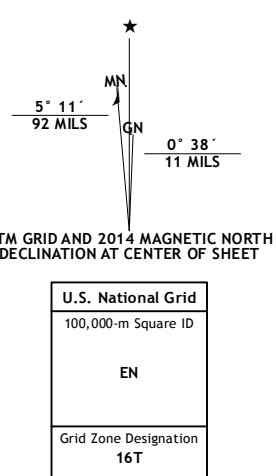 ★
MN
5° 11´
92 MILS
GN
0° 38´
11 MILS
TM GRID AND 2014 MAGNETIC NORTH
DECLINATION AT CENTER OF SHEET
U.S. National Grid
100,000-m Square ID
EN
Grid Zone Designation
16T